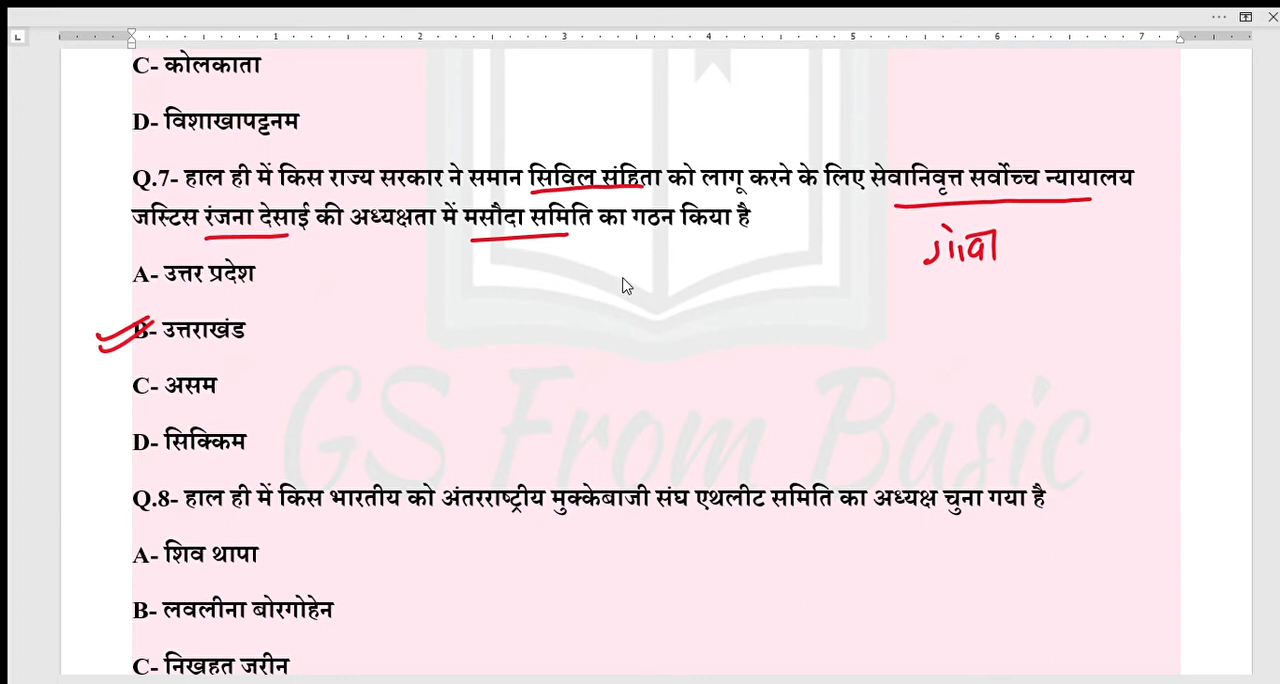 C- कोलकाता
D- विशाखापट्टनम
Q.7- हाल ही में किस राज्य सरकार ने समान सिविल संहिता को लागू करने के लिए सेवानिवृत्त सर्वोच्च न्यायालय
जस्टिस रंजना देसाई की अध्यक्षता में मसौदा समिति का गठन किया है
गोवा
A- उत्तर प्रदेश
B- उत्तराखंड
C- असम
D- सिक्किम
GS From Basic
Q.8- हाल ही में किस भारतीय को अंतरराष्ट्रीय मुक्केबाजी संघ एथलीट समिति का अध्यक्ष चुना गया है
A- शिव थापा
B- लवलीना बोरगोहेन
C- निखहत जरीन